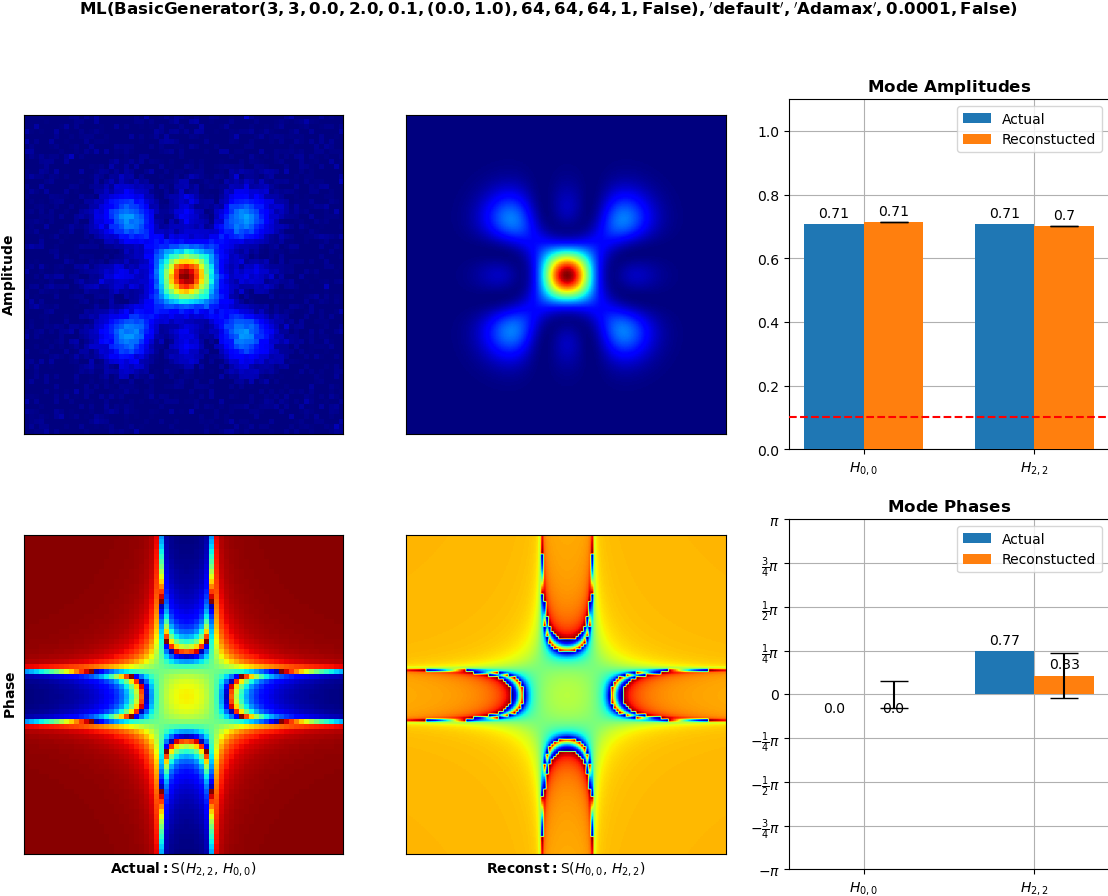 ML(BasicGenerator(3, 3, 0.0, 2.0, 0.1, (0.0, 1.0), 64, 64, 64, 1, False), 'default', 'Adamax', 0.0001, False)
Amplitude
Mode Amplitudes
Actual
Reconstucted
1.0
0.8
0.6
0.4
0.2
0.0
0.71
0.71
0.71
0.7
H0,0
H2,2
Phase
Actual: S(H2,2, H0,0)
Reconst: S(H0,0, H2,2)
Mode Phases
Actual
Reconstucted
π
3/4π
1/2π
1/4π
0
−1/4π
−1/2π
−3/4π
−π
0.0
0.0
0.77
0.33
H0,0
H2,2